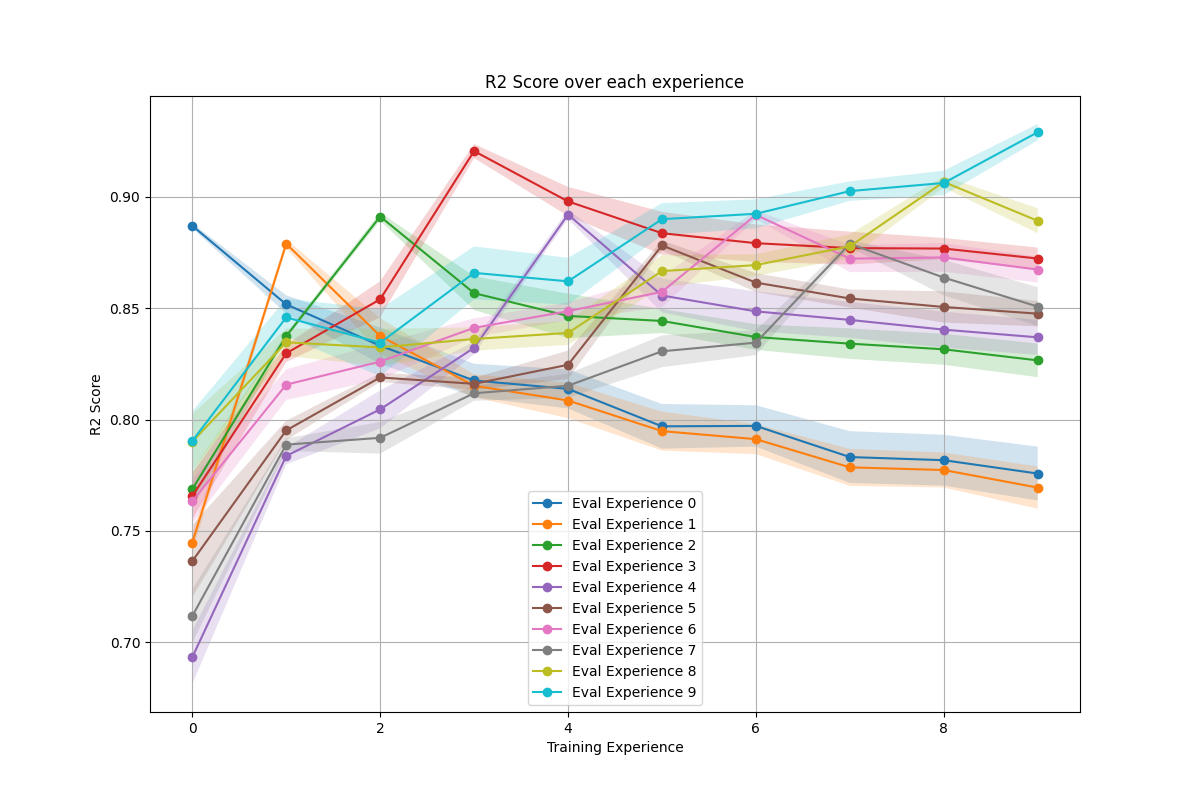 R2 Score over each experience
R2 Score
0.90
0.85
0.80
0.75
0.70
Eval Experience 0
Eval Experience 1
Eval Experience 2
Eval Experience 3
Eval Experience 4
Eval Experience 5
Eval Experience 6
Eval Experience 7
Eval Experience 8
Eval Experience 9
0 2 4 6 8
Training Experience